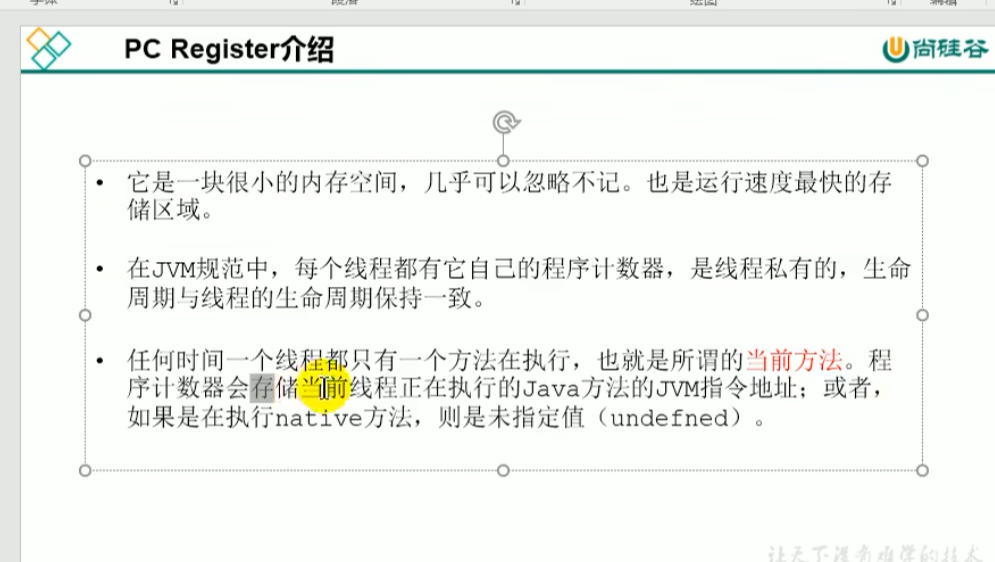 PC Register介绍
尚硅谷
• 它是一块很小的内存空间，几乎可以忽略不记。也是运行速度最快的存
储区域。
• 在JVM规范中，每个线程都有它自己的程序计数器，是线程私有的，生命
周期与线程的生命周期保持一致。
• 任何时间一个线程都只有一个方法在执行，也就是所谓的当前方法。程
序计数器会存储当前线程正在执行的Java方法的JVM指令地址；或者，
如果是在执行native方法，则是未指定值（undefned）。
让天下没有难学的技术